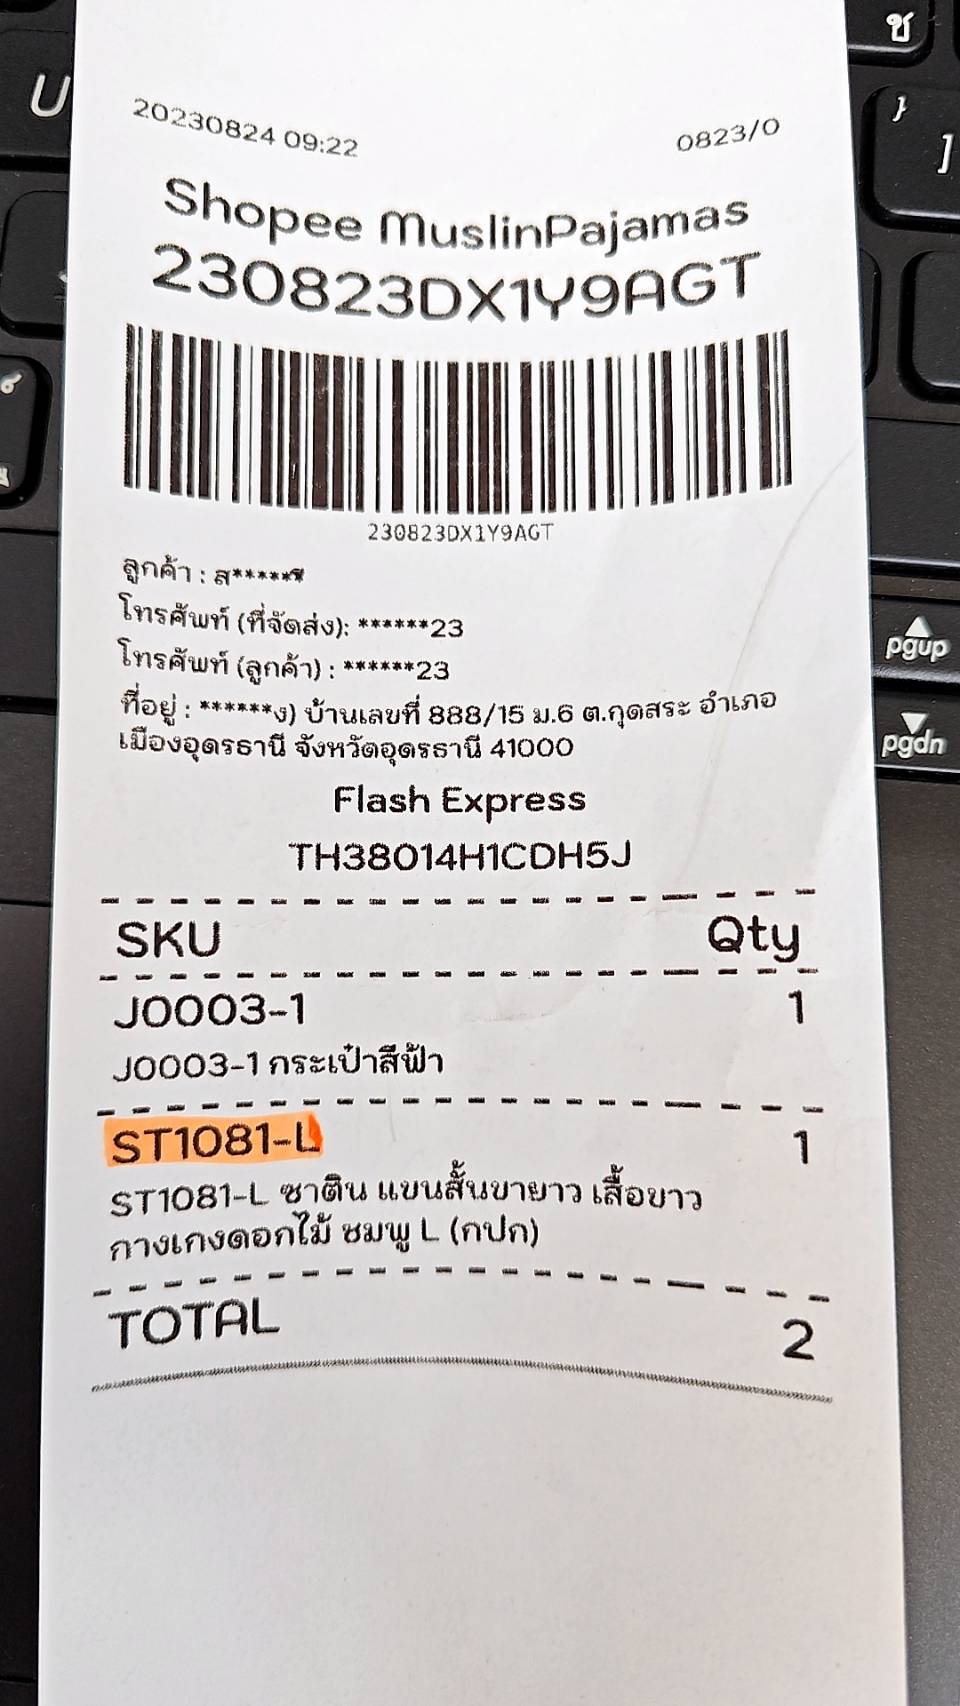 20230824 09:22 0823/0
Shopee MuslinPajamas
230823DX1Y9AGT
230823DX1Y9AGT
ลูกค้า : ส******
โทรศัพท์ (ที่จัดส่ง): ******23
โทรศัพท์ (ลูกค้า) : ******23
ที่อยู่ : ******ง) บ้านเลขที่ 888/15 ม.6 ต.กุดสระ อำเภอ
เมืองอุดรธานี จังหวัดอุดรธานี 41000
Flash Express
TH38014H1CDH5J
SKU Qty
J0003-1 1
J0003-1 กระเป๋าสีฟ้า
ST1081-L 1
ST1081-L ซาติน แขนสั้นขายาว เสื้อขาว
กางเกงดอกไม้ ชมพู L (กปก)
TOTAL 2
U
ช
}
]
pgup
pgdn